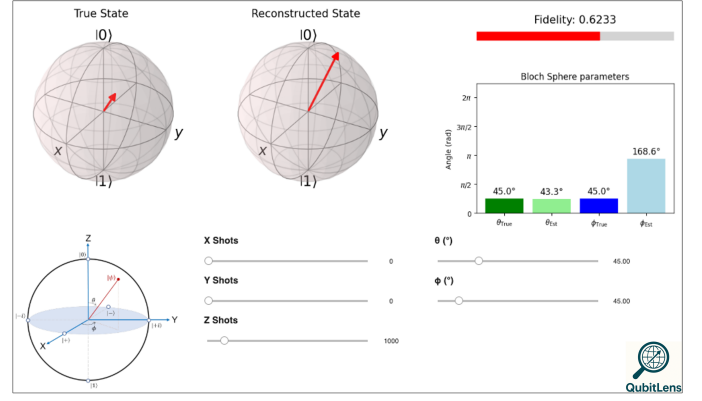 True State
Reconstructed State
Fidelity: 0.6233
|0⟩
|0⟩
x
y
x
y
|1⟩
|1⟩
Bloch Sphere parameters
Angle (rad)
2π
3π/2
π
π/2
0
45.0°
43.3°
45.0°
168.6°
θTrue
θEst
ϕTrue
ϕEst
Z
|0⟩
|ψ⟩
θ
|−⟩
|−i⟩
|+i⟩
Y
ϕ
|+⟩
X
|1⟩
X Shots
0
Y Shots
0
Z Shots
1000
θ (°)
45.00
ϕ (°)
45.00
QubitLens